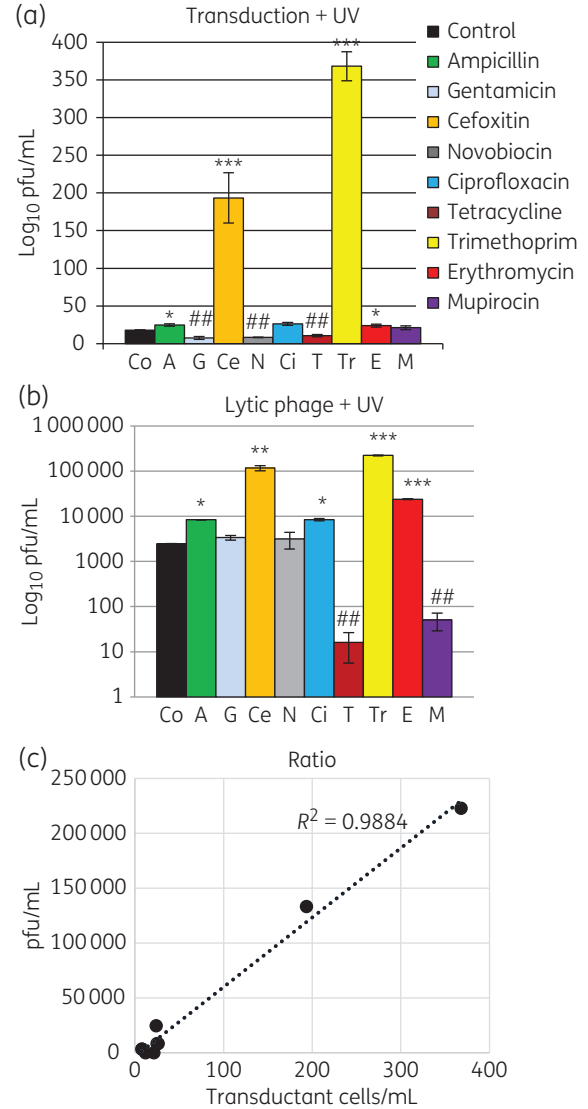 (a)
Transduction + UV
Log10 pfu/mL
400
350
300
250
200
150
100
50
0
*
##
***
##
##
***
*
Co A G Ce N Ci T Tr E M
Control
Ampicillin
Gentamicin
Cefoxitin
Novobiocin
Ciprofloxacin
Tetracycline
Trimethoprim
Erythromycin
Mupirocin
(b)
Lytic phage + UV
Log10 pfu/mL
1 000 000
100 000
10 000
1000
100
10
1
*
**
*
##
***
***
##
Co A G Ce N Ci T Tr E M
(c)
Ratio
pfu/mL
250 000
200 000
150 000
100 000
50 000
0
R² = 0.9884
0 100 200 300 400
Transductant cells/mL